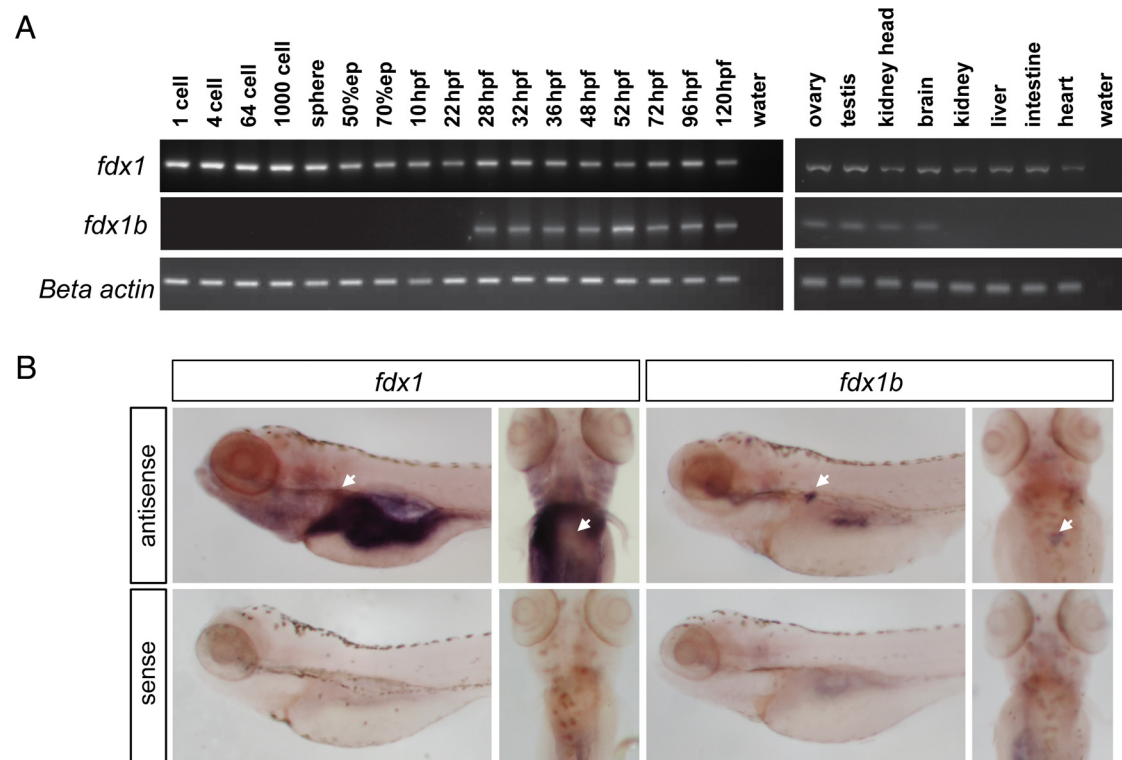 A
1 cell
4 cell
64 cell
1000 cell
sphere
50%ep
70%ep
10hpf
22hpf
28hpf
32hpf
36hpf
48hpf
52hpf
72hpf
96hpf
120hpf
water
ovary
testis
kidney head
brain
kidney
liver
intestine
heart
water
fdx1
fdx1b
Beta actin
B
fdx1
fdx1b
antisense
sense